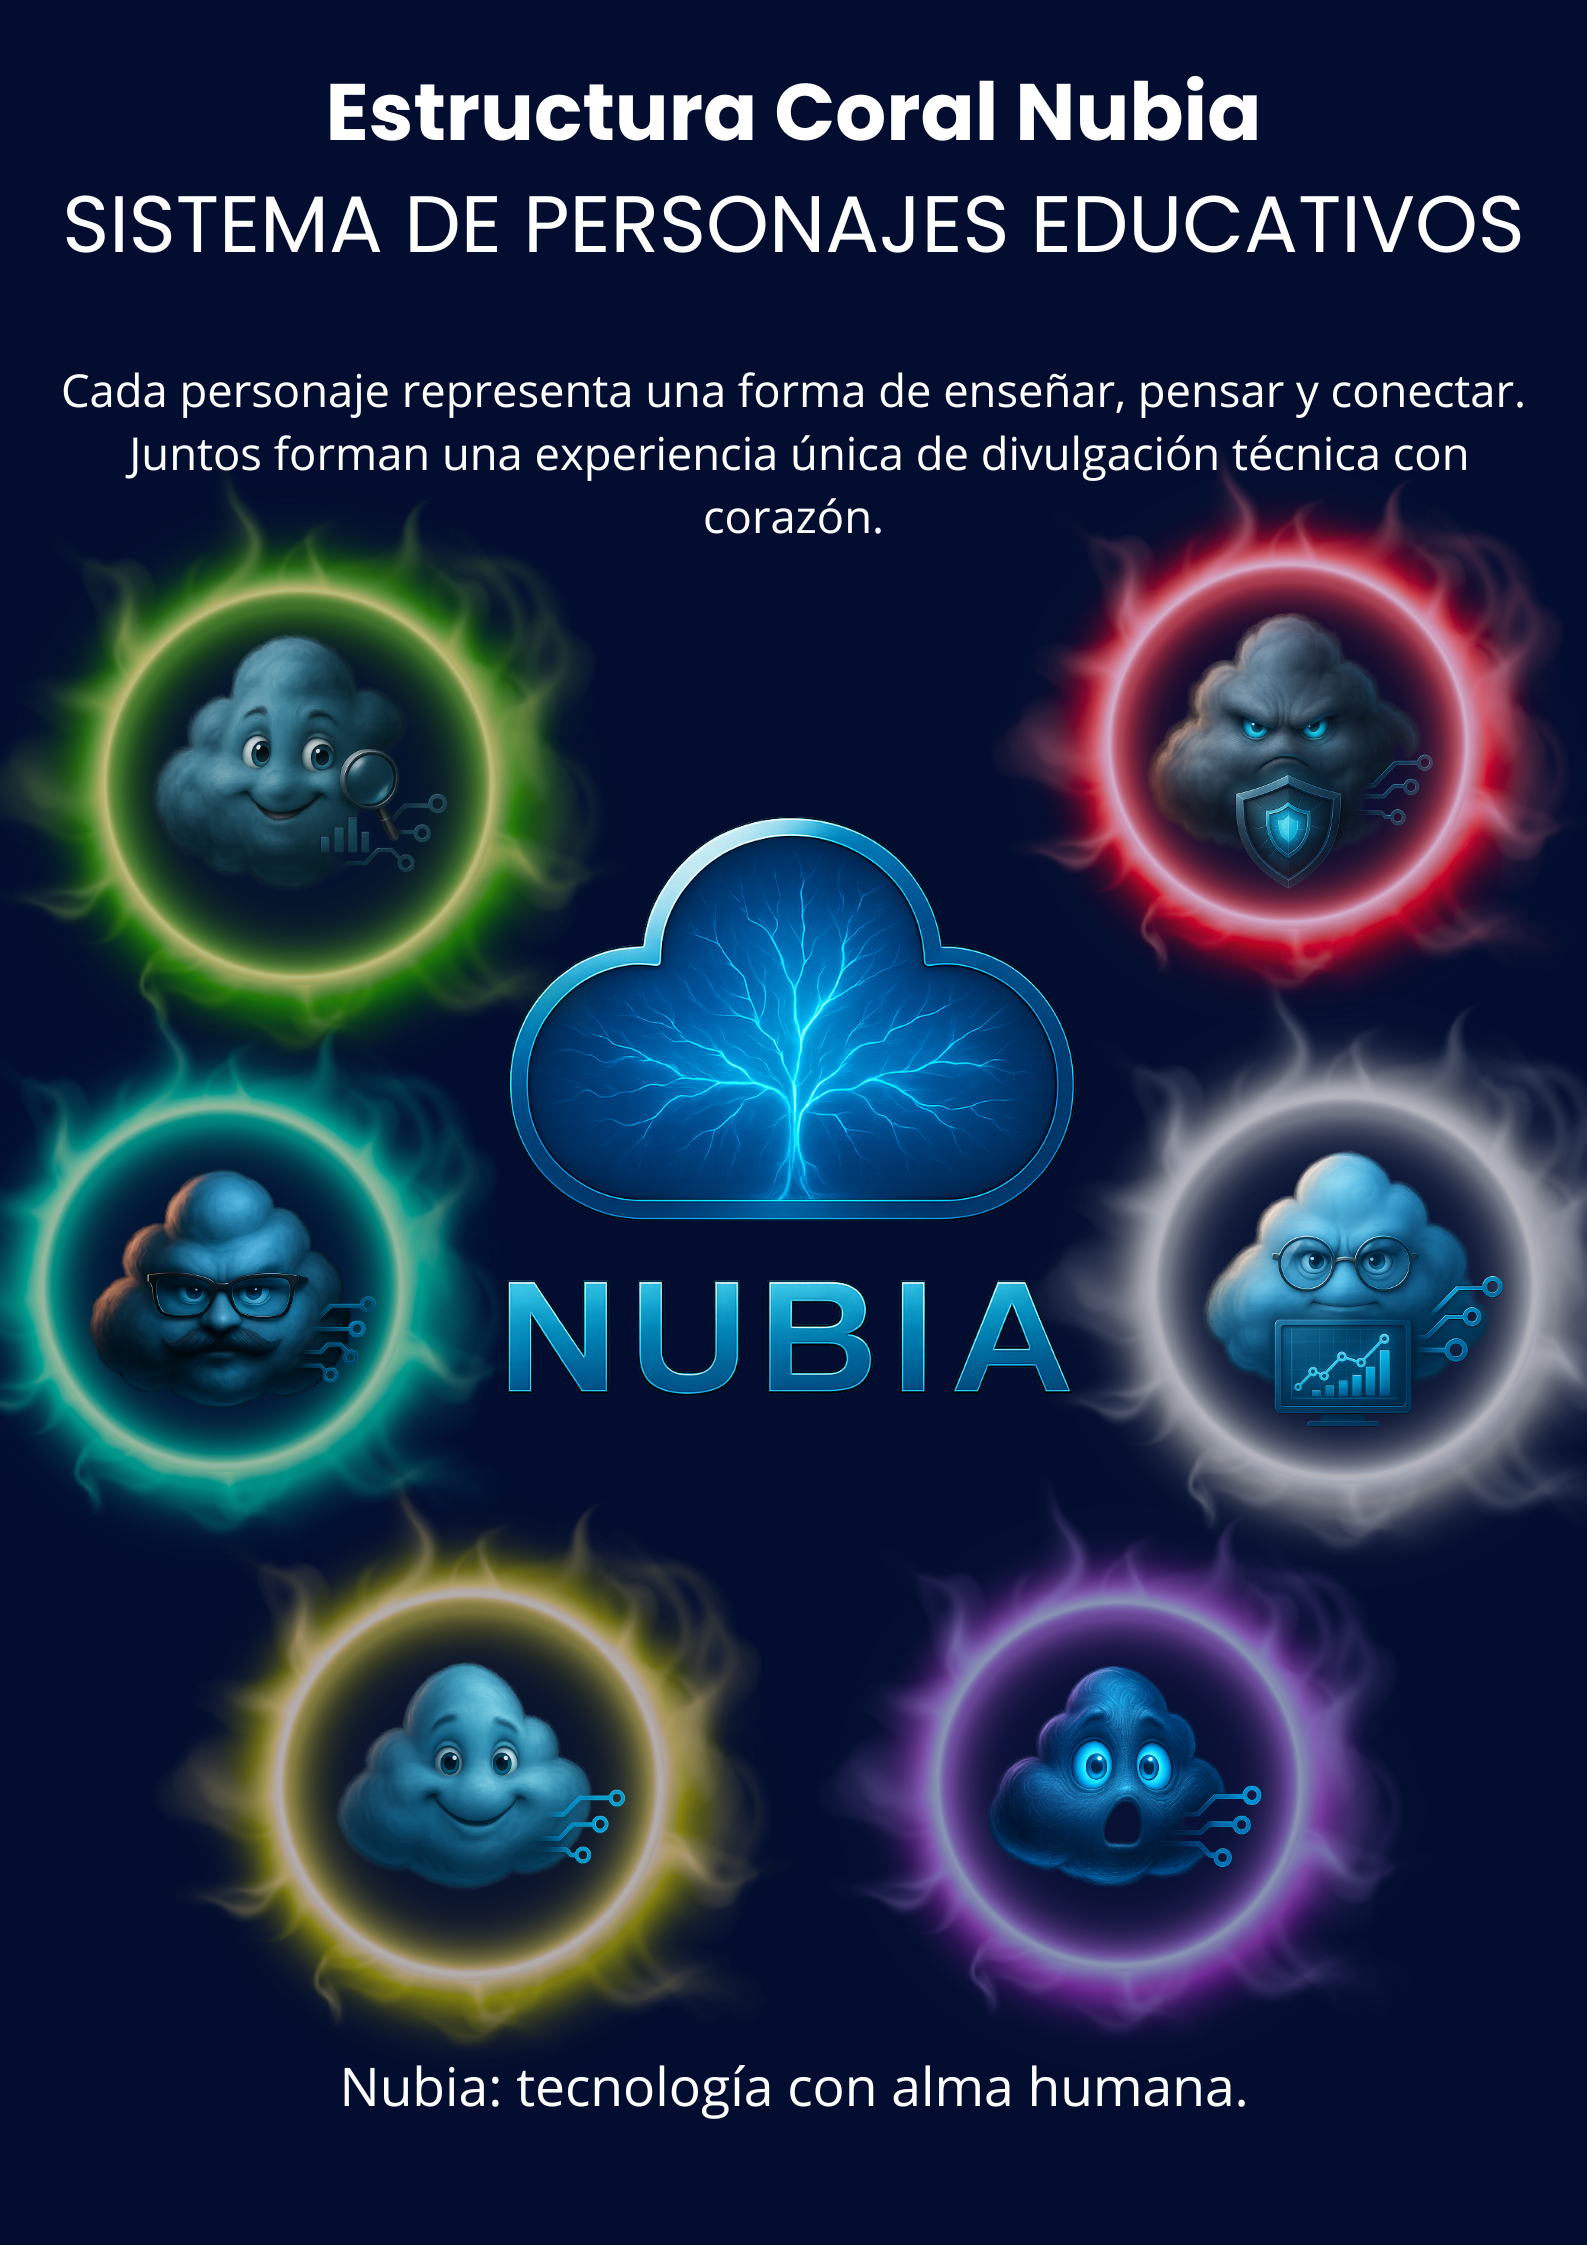 Estructura Coral Nubia
SISTEMA DE PERSONAJES EDUCATIVOS
Cada personaje representa una forma de enseñar, pensar y conectar.
Juntos forman una experiencia única de divulgación técnica con
corazón.
NUBIA
Nubia: tecnología con alma humana.